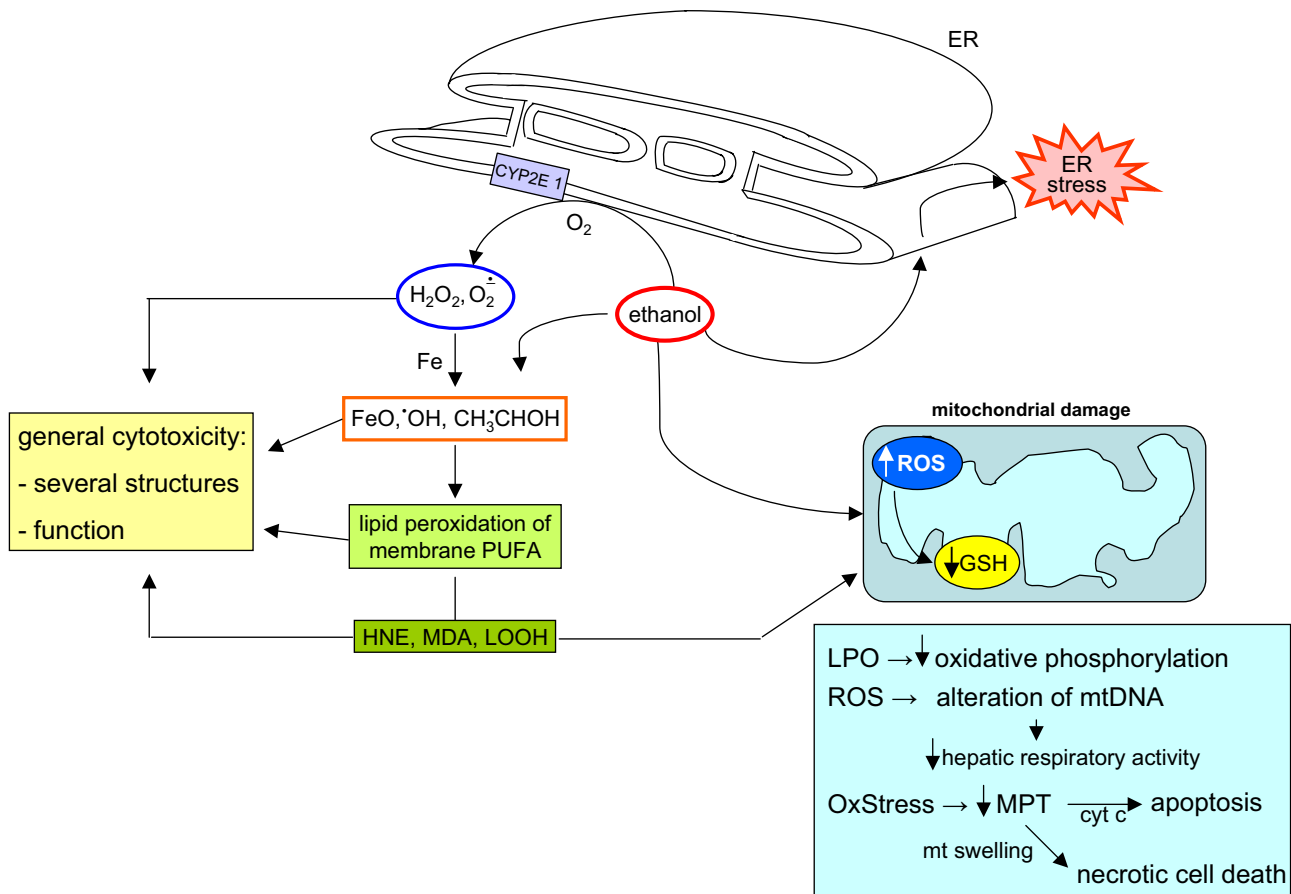 ER
ER
stress
CYP2E 1
O₂
H₂O₂, O₂∸
ethanol
Fe
FeO,•OH, CH₃•CHOH
mitochondrial damage
general cytotoxicity:
- several structures
- function
↑ROS
↓GSH
lipid peroxidation of
membrane PUFA
HNE, MDA, LOOH
LPO →↓ oxidative phosphorylation
ROS → alteration of mtDNA
↓ hepatic respiratory activity
OxStress →↓ MPT → apoptosis
cyt c
mt swelling
necrotic cell death